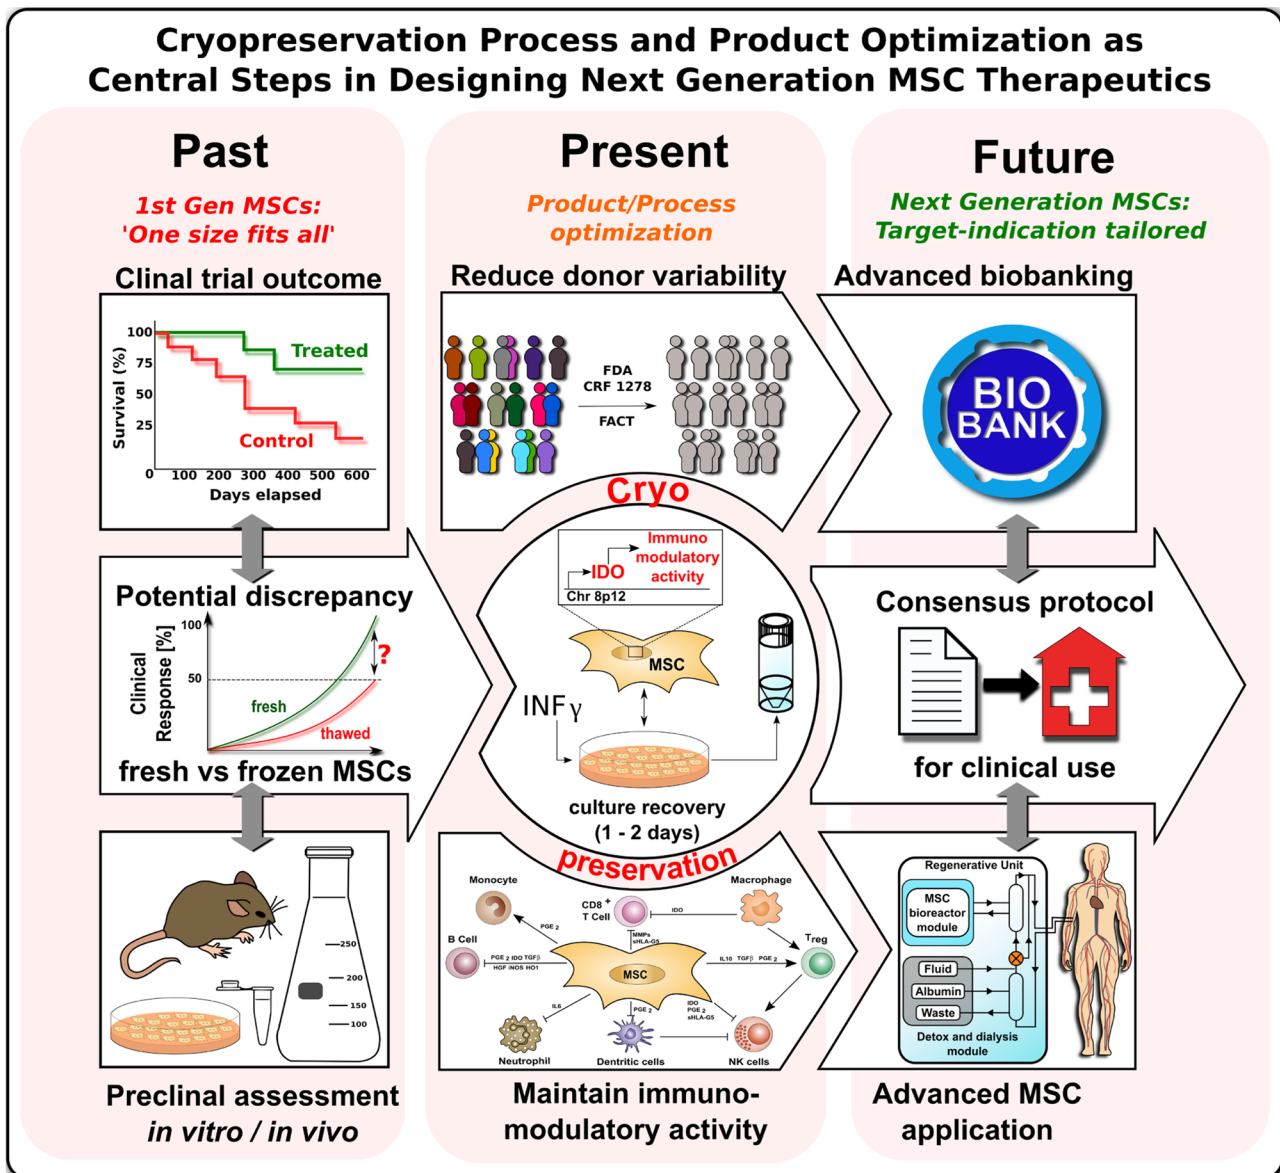 Cryopreservation Process and Product Optimization as
Central Steps in Designing Next Generation MSC Therapeutics
Past
1st Gen MSCs:
'One size fits all'
Clinal trial outcome
Survival (%)
100
75
50
25
0
Treated
Control
100 200 300 400 500 600
Days elapsed
Potential discrepancy
Clinical
Response [%]
100
50
?
fresh
thawed
fresh vs frozen MSCs
250
200
150
100
Preclinal assessment
in vitro / in vivo
Present
Product/Process
optimization
Reduce donor variability
FDA
CRF 1278
FACT
Cryo
Immuno
modulatory
activity
IDO
Chr 8p12
MSC
INF γ
culture recovery
(1 - 2 days)
preservation
Monocyte
CD8 +
T Cell
Macrophage
IDO
PGE 2
MMPs
sHLA-G5
B Cell
Treg
PGE 2 IDO TGFβ
HGF iNOS HO1
MSC
IL10 TGFβ PGE 2
IL6
PGE 2
IDO
PGE 2
sHLA-G5
Neutrophil
Dentritic cells
NK cells
Maintain immuno-
modulatory activity
Future
Next Generation MSCs:
Target-indication tailored
Advanced biobanking
BIO
BANK
Consensus protocol
for clinical use
Regenerative Unit
MSC
bioreactor
module
Fluid
Albumin
Waste
Detox and dialysis
module
Advanced MSC
application